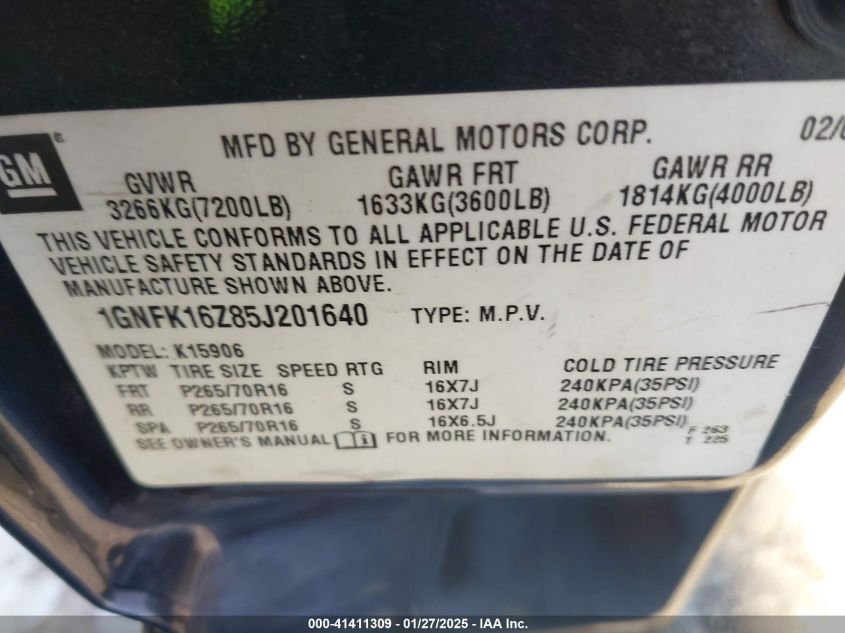 GM ®
MFD BY GENERAL MOTORS CORP. 02/
GVWR GAWR FRT GAWR RR
3266KG(7200LB) 1633KG(3600LB) 1814KG(4000LB)
THIS VEHICLE CONFORMS TO ALL APPLICABLE U.S. FEDERAL MOTOR
VEHICLE SAFETY STANDARDS IN EFFECT ON THE DATE OF
MANUFACTURE SHOWN ABOVE.
1GNFK16Z85J201640 TYPE: M.P.V.
MODEL: K15906
KPTW TIRE SIZE SPEED RTG RIM COLD TIRE PRESSURE
FRT P265/70R16 S 16X7J 240KPA(35PSI)
RR P265/70R16 S 16X7J 240KPA(35PSI)
SPA P265/70R16 S 16X6.5J 240KPA(35PSI) F 263
SEE OWNER'S MANUAL i FOR MORE INFORMATION. T 225
000-41411309 | 01/27/2025 | IAA Inc.